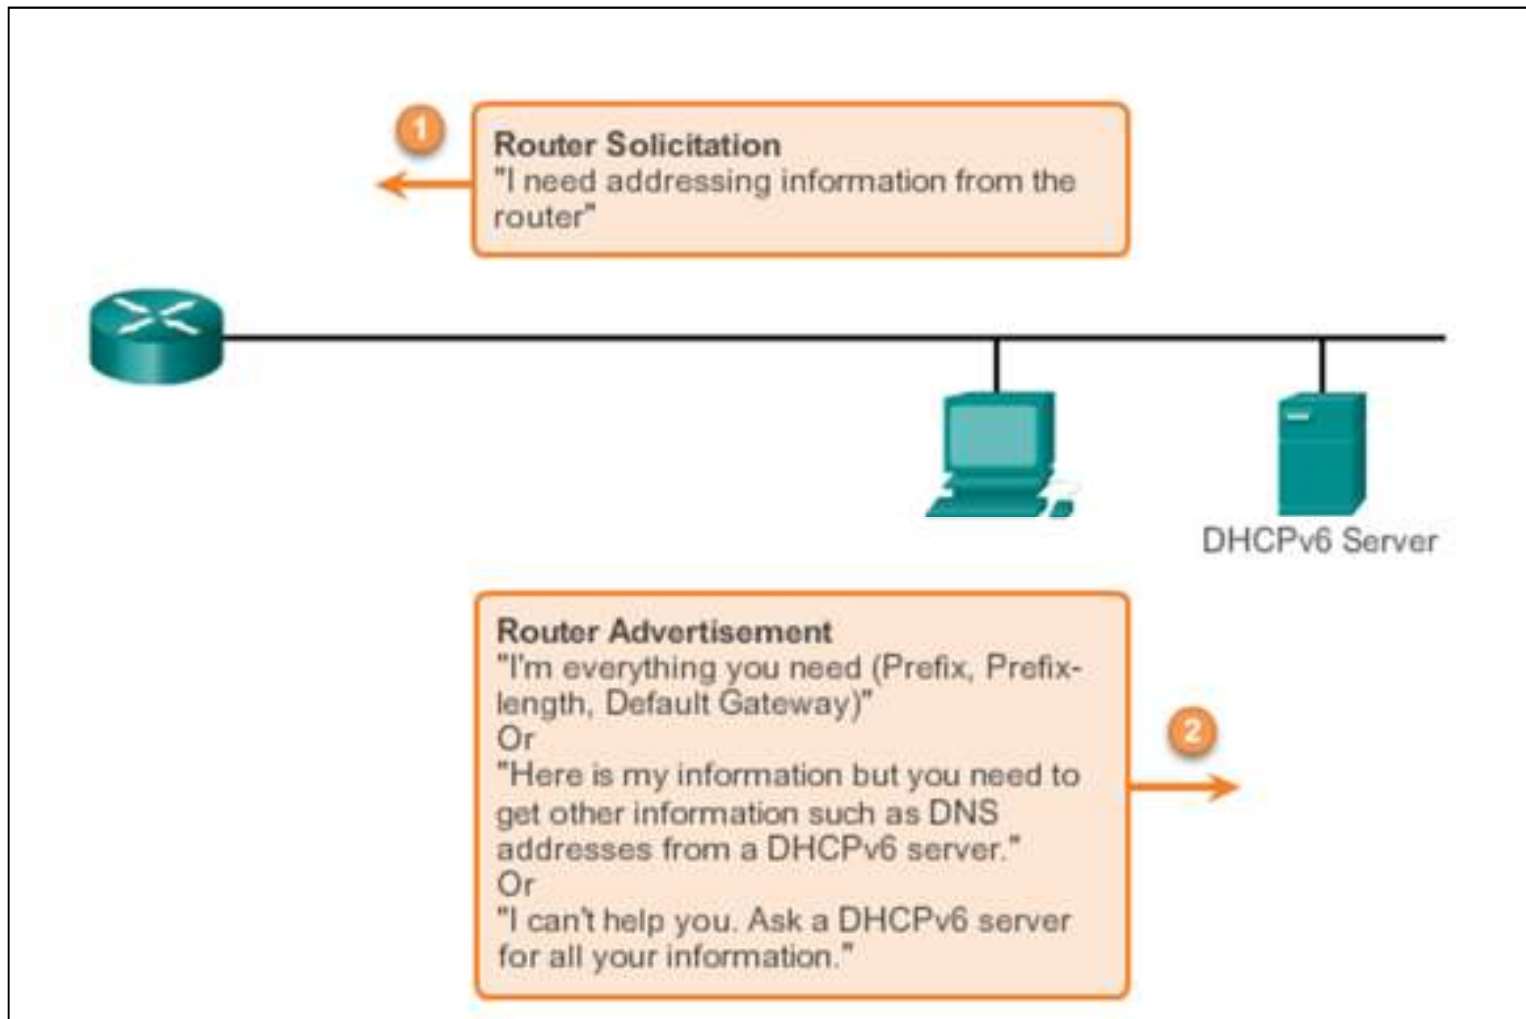 1
Router Solicitation
"I need addressing information from the
router"
DHCPv6 Server
Router Advertisement
"I'm everything you need (Prefix, Prefix-
length, Default Gateway)"
Or
"Here is my information but you need to
get other information such as DNS
addresses from a DHCPv6 server."
Or
"I can't help you. Ask a DHCPv6 server
for all your information."
2